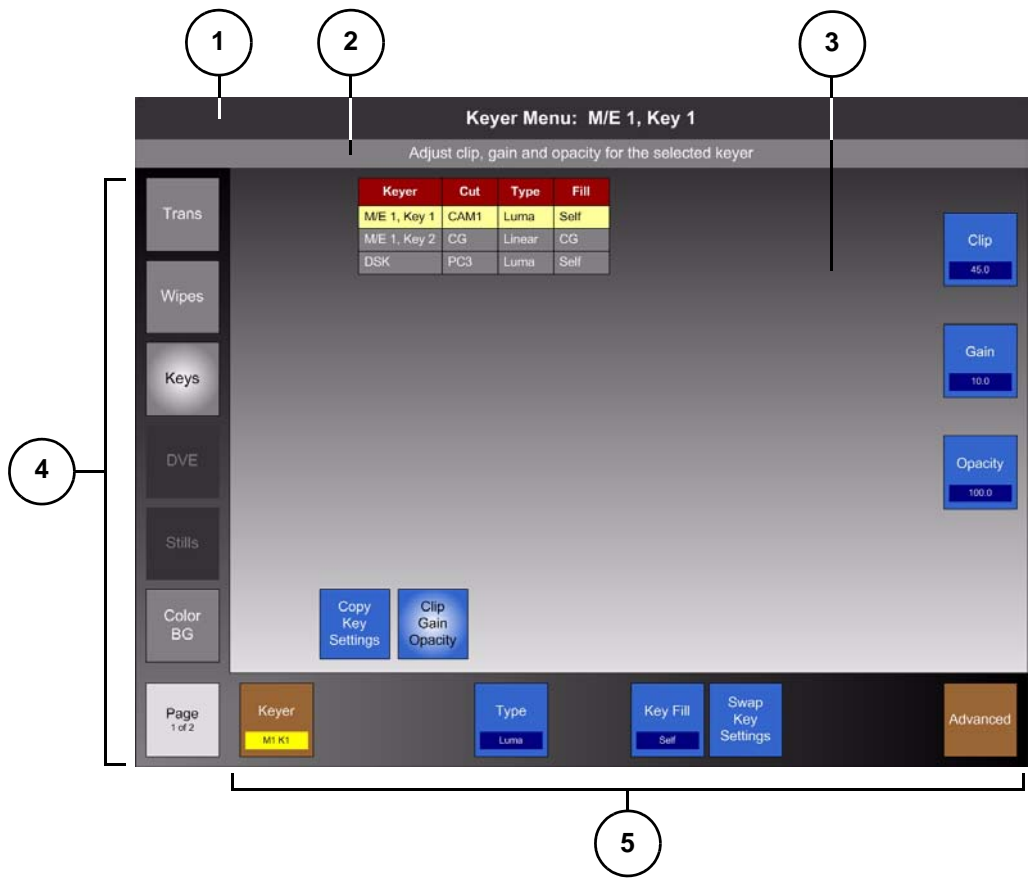 1
2
3
Keyer Menu: M/E 1, Key 1
Adjust clip, gain and opacity for the selected keyer
4
Trans
Wipes
Keys
DVE
Stills
Color
BG
Page
1 of 2
Keyer Cut Type Fill
M/E 1, Key 1 CAM1 Luma Self
M/E 1, Key 2 CG Linear CG
DSK PC3 Luma Self
Clip
45.0
Gain
10.0
Opacity
100.0
Copy
Key
Settings
Clip
Gain
Opacity
Keyer
M1 K1
Type
Luma
Key Fill
Self
Swap
Key
Settings
Advanced
5